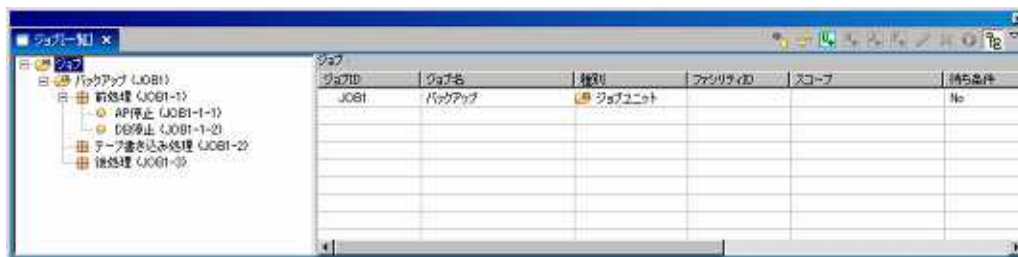 ジョブ[一覧]
ジョブ
バックアップ (JOB1)
前処理 (JOB1-1)
AP停止 (JOB1-1-1)
DB停止 (JOB1-1-2)
テープ書き込み処理 (JOB1-2)
後処理 (JOB1-3)
ジョブ
ジョブID ジョブ名 種別 ファシリティID スコープ 待ち条件
JOB1 バックアップ ジョブユニット No